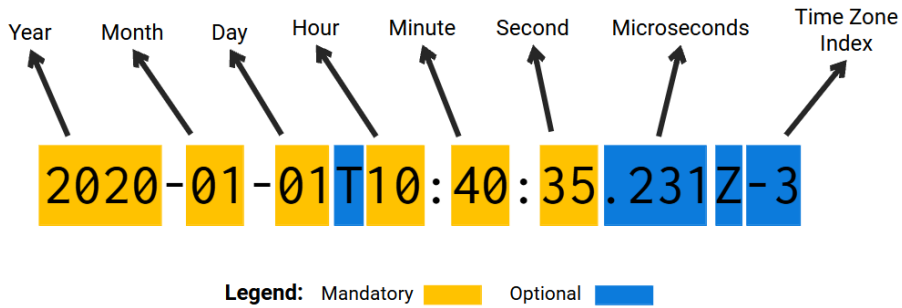 Year Month Day Hour Minute Second Microseconds Time Zone
Index
2020-01-01T10:40:35.231Z-3
Legend: Mandatory Optional